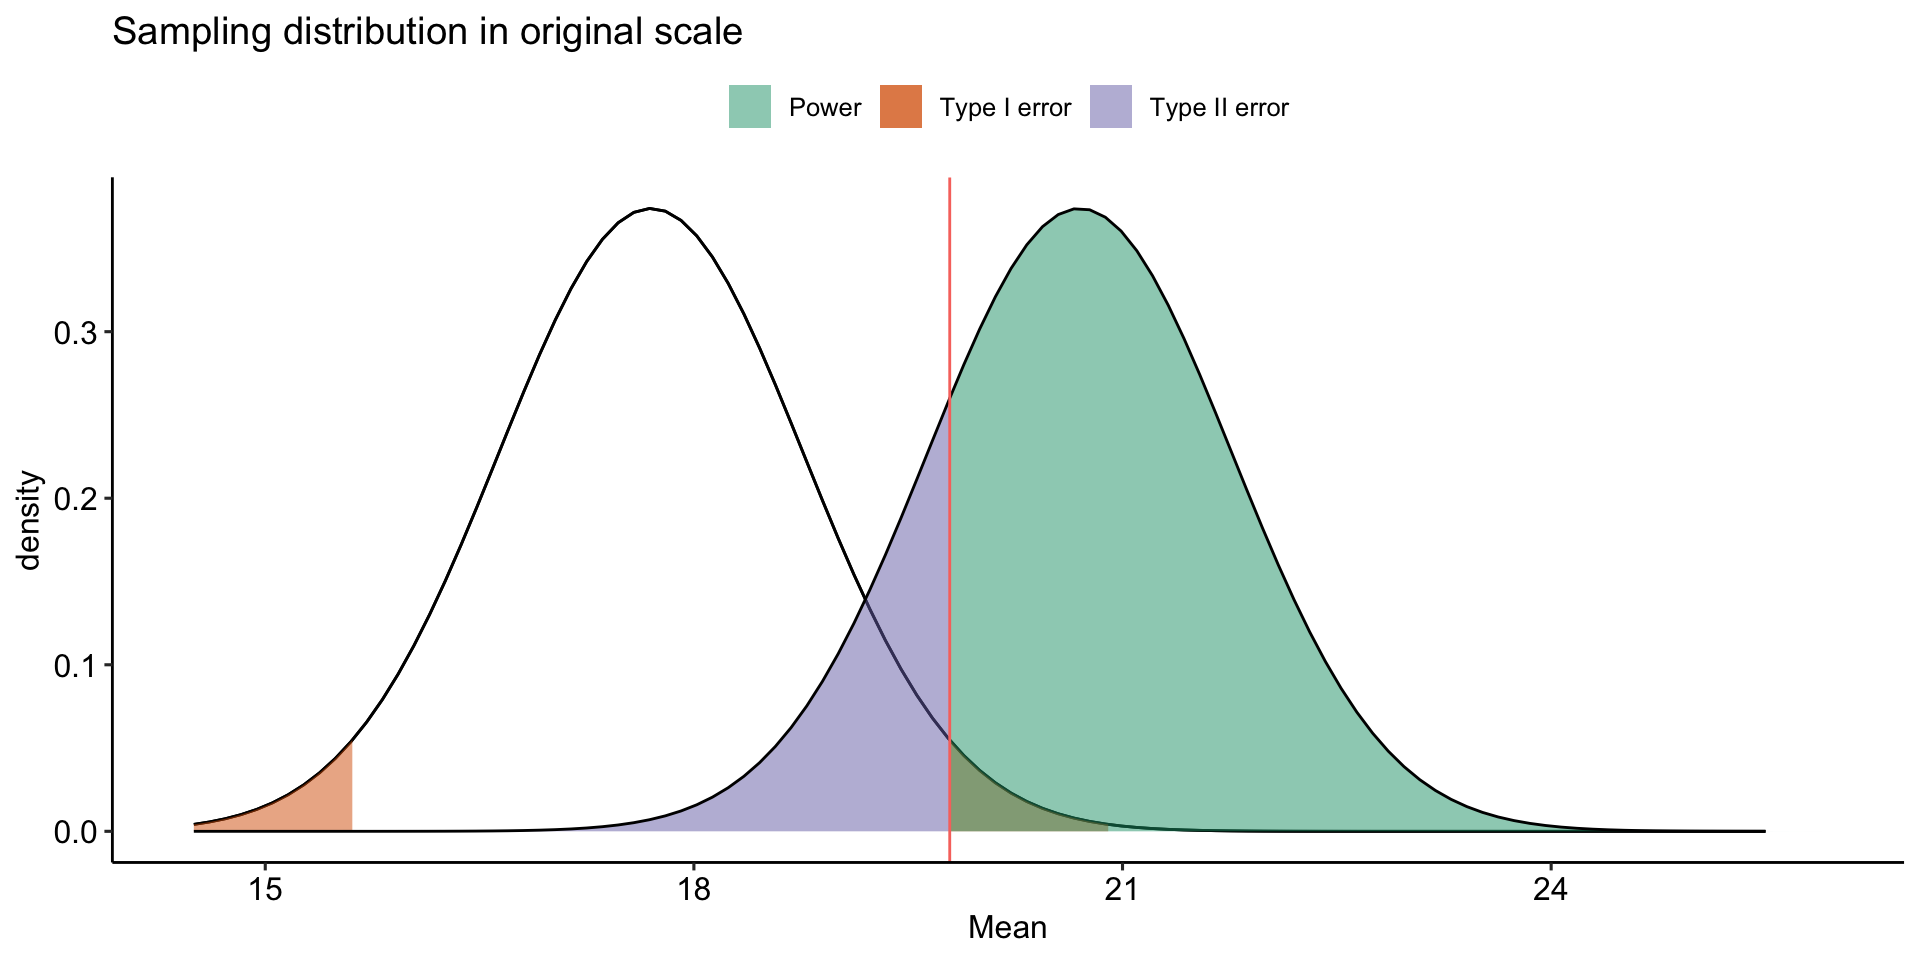 Sampling distribution in original scale
Power Type I error Type II error
0.3
0.2
0.1
0.0
density
15 18 21 24
Mean